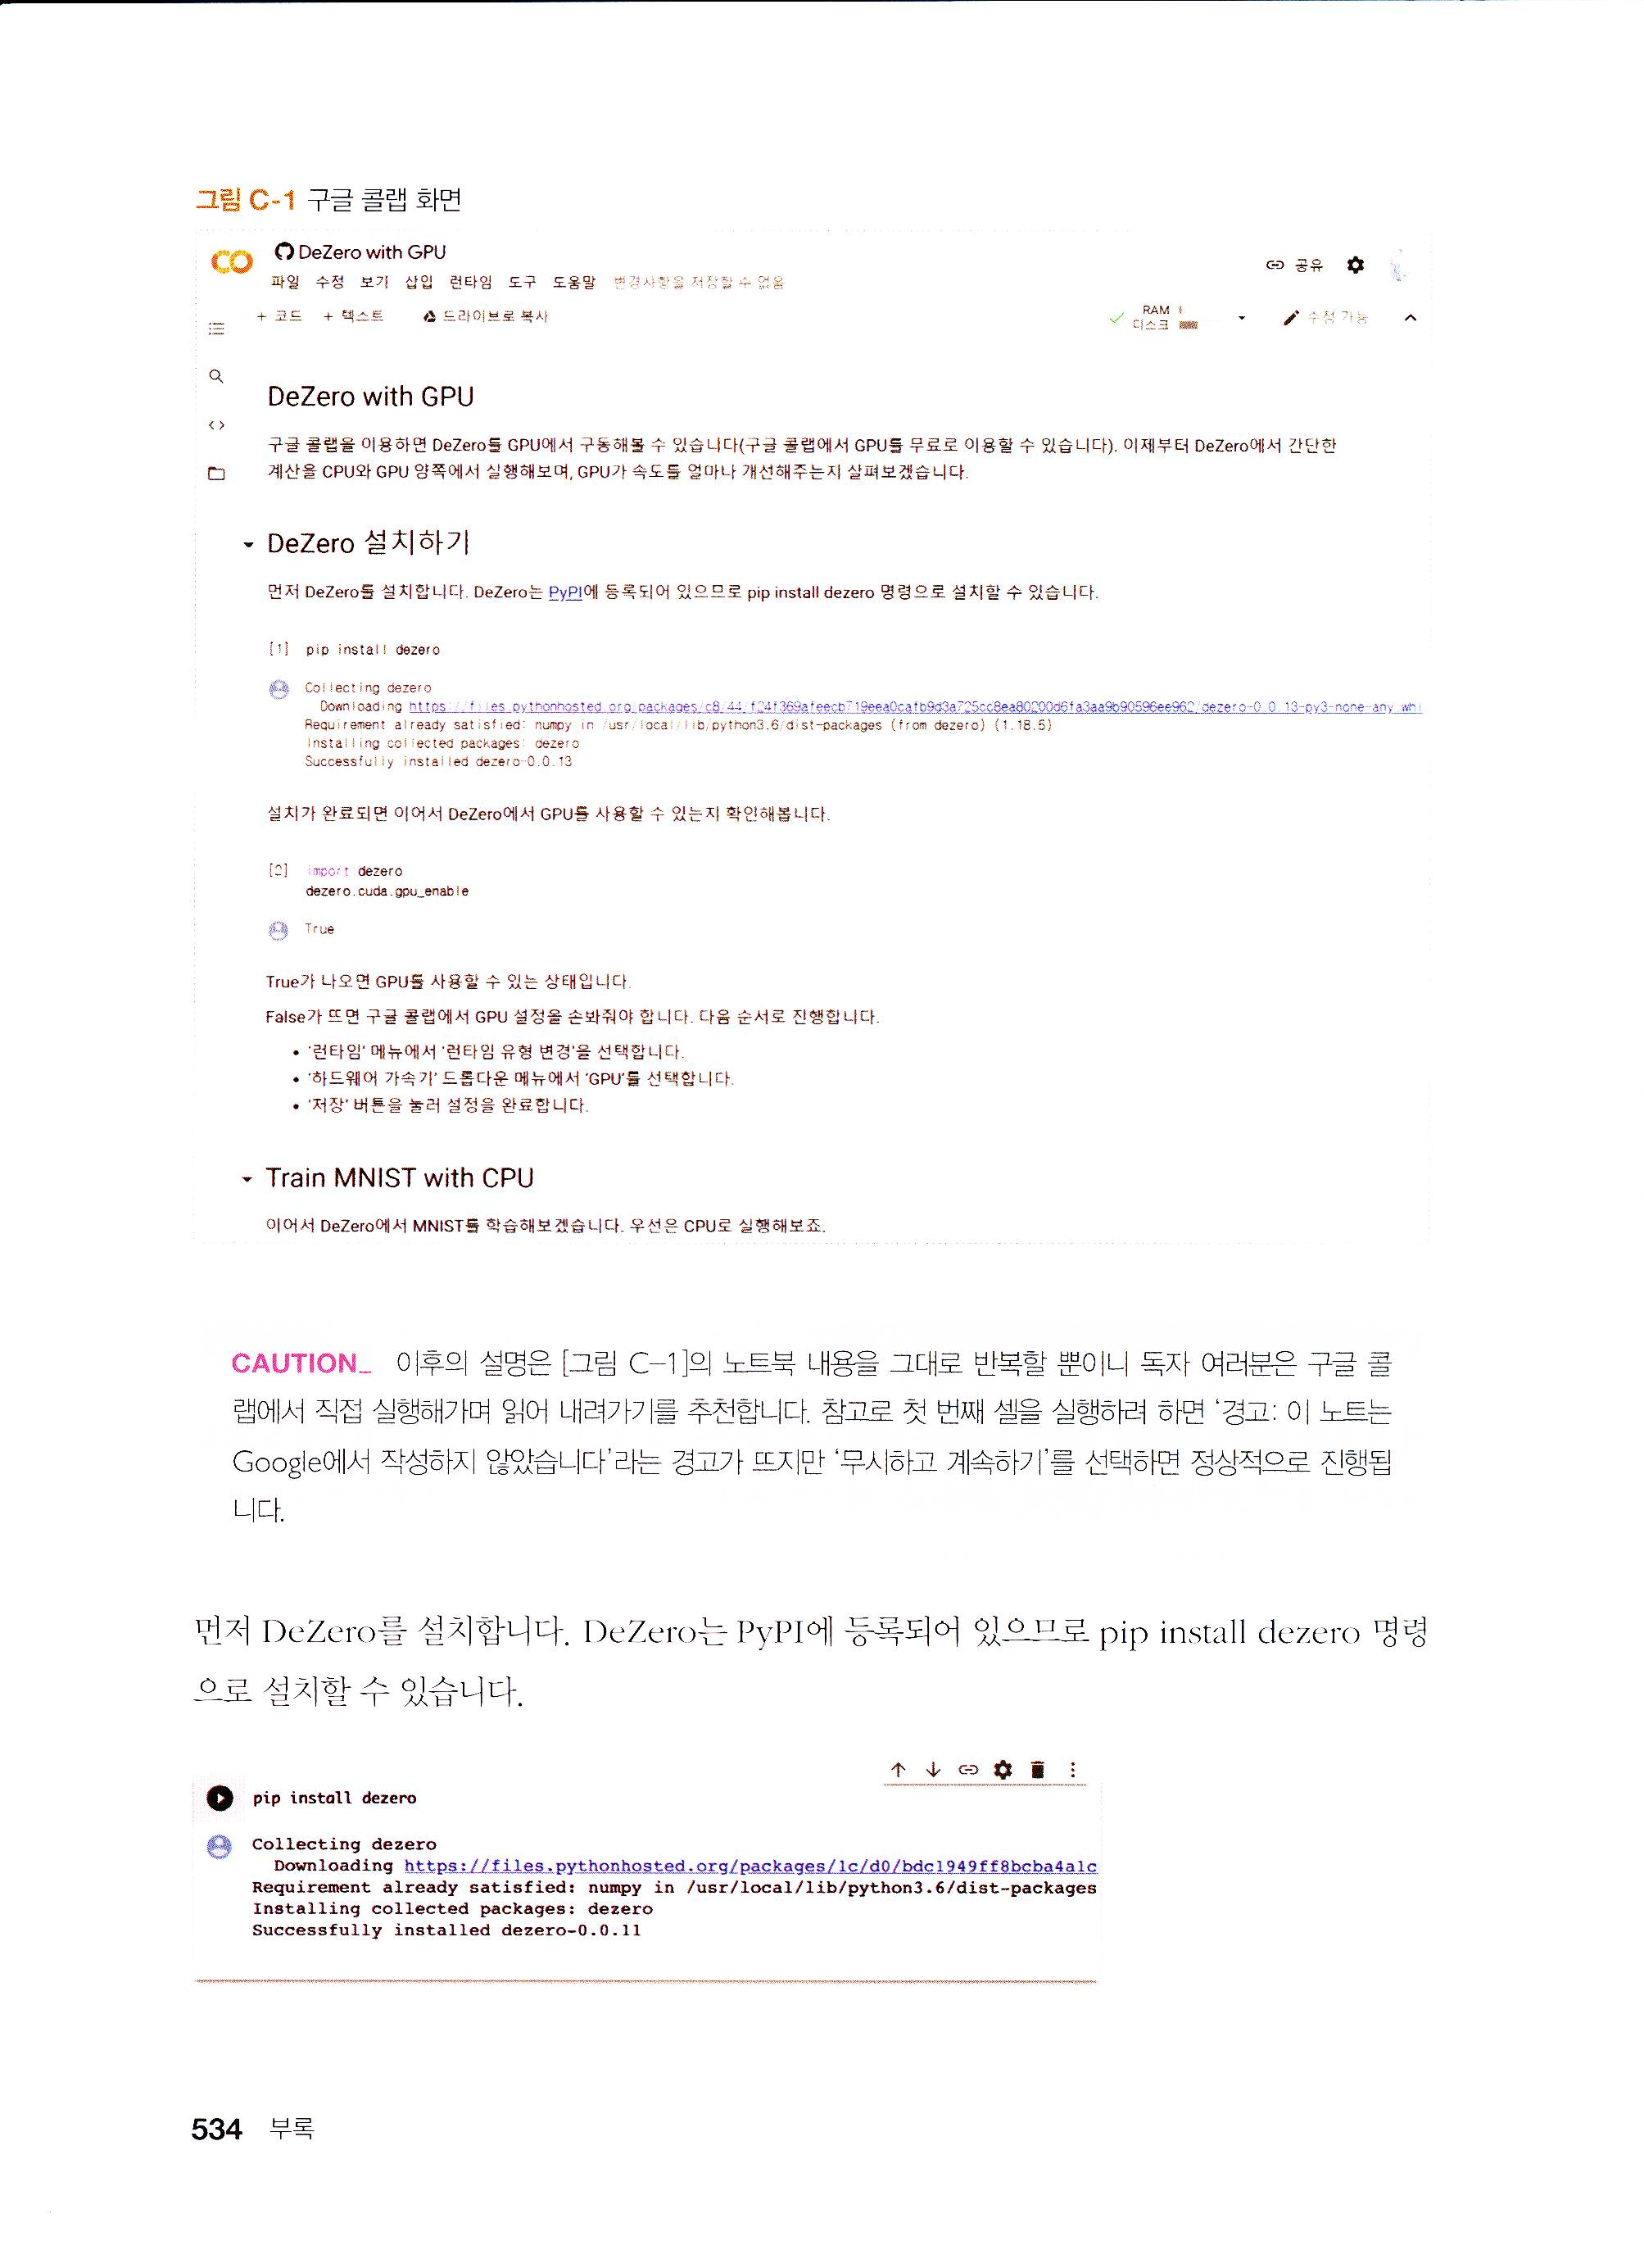 그림 C-1 구글 콜랩 화면
DeZero with GPU
파일 수정 보기 삽입 런타임 도구 도움말 변경사항을 저장할 수 없음
공유
+ 코드 + 텍스트 드라이브로 복사
RAM
디스크
수정 가능
DeZero with GPU
구글 콜랩을 이용하면 DeZero를 GPU에서 구동해볼 수 있습니다(구글 콜랩에서 GPU를 무료로 이용할 수 있습니다). 이제부터 DeZero에서 간단한
계산을 CPU와 GPU 양쪽에서 실행해보며, GPU가 속도를 얼마나 개선해주는지 살펴보겠습니다.
DeZero 설치하기
먼저 DeZero를 설치합니다. DeZero는 PyPI에 등록되어 있으므로 pip install dezero 명령으로 설치할 수 있습니다.
[1] pip install dezero
Collecting dezero
Downloading
Requirement already satisfied: numpy in /usr/local/lib/python3.6/dist-packages (from dezero) (1.18.5)
Installing collected packages: dezero
Successfully installed dezero-0.0.13
설치가 완료되면 이어서 DeZero에서 GPU를 사용할 수 있는지 확인해봅니다.
[2] import dezero
dezero.cuda.gpu_enable
True
True가 나오면 GPU를 사용할 수 있는 상태입니다.
False가 뜨면 구글 콜랩에서 GPU 설정을 손봐줘야 합니다. 다음 순서로 진행합니다.
• '런타임' 메뉴에서 '런타임 유형 변경'을 선택합니다.
• '하드웨어 가속기' 드롭다운 메뉴에서 'GPU'를 선택합니다.
• '저장' 버튼을 눌러 설정을 완료합니다.
Train MNIST with CPU
이어서 DeZero에서 MNIST를 학습해보겠습니다. 우선은 CPU로 실행해보죠.
CAUTION_ 이후의 설명은 [그림 C-1]의 노트북 내용을 그대로 반복할 뿐이니 독자 여러분은 구글 콜
랩에서 직접 실행해가며 읽어 내려가기를 추천합니다. 참고로 첫 번째 셀을 실행하려 하면 '경고: 이 노트는
Google에서 작성하지 않았습니다'라는 경고가 뜨지만 '무시하고 계속하기'를 선택하면 정상적으로 진행됩
니다.
먼저 DeZero를 설치합니다. DeZero는 PyPI에 등록되어 있으므로 pip install dezero 명령
으로 설치할 수 있습니다.
pip install dezero
Collecting dezero
Downloading https://files.pythonhosted.org/packages/1c/d0/bdc1949ff8bcba4a1c
Requirement already satisfied: numpy in /usr/local/lib/python3.6/dist-packages
Installing collected packages: dezero
Successfully installed dezero-0.0.11
534 부록